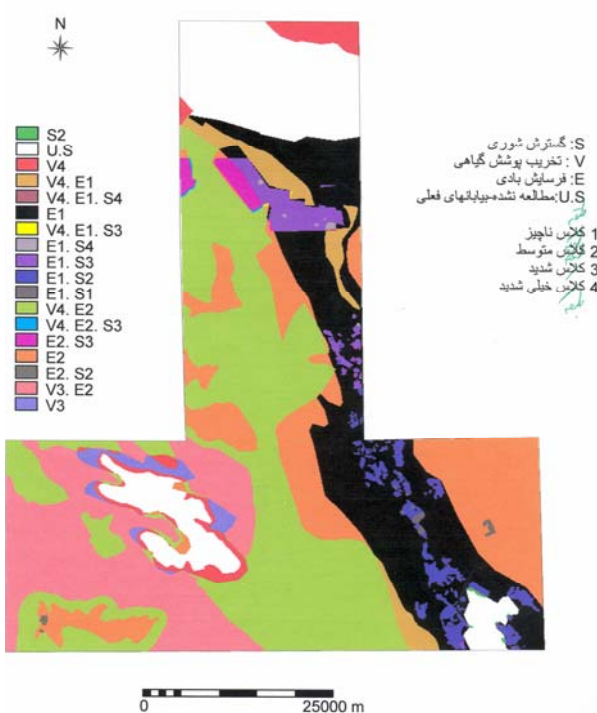 N
S2
U.S
V4
V4. E1
V4. E1. S4
E1
V4. E1. S3
E1. S4
E1. S3
E1. S2
E1. S1
V4. E2
V4. E2. S3
E2. S3
E2
E2. S2
V3. E2
V3
S: گسترش شوری
V : تخریب پوشش گیاهی
E: فرسایش بادی
U.S:مطالعه نشده-بیابانهای فعلی
1 کلاس ناچیز
2 کلاس متوسط
3 کلاس شدید
4 کلاس خیلی شدید
0 25000 m